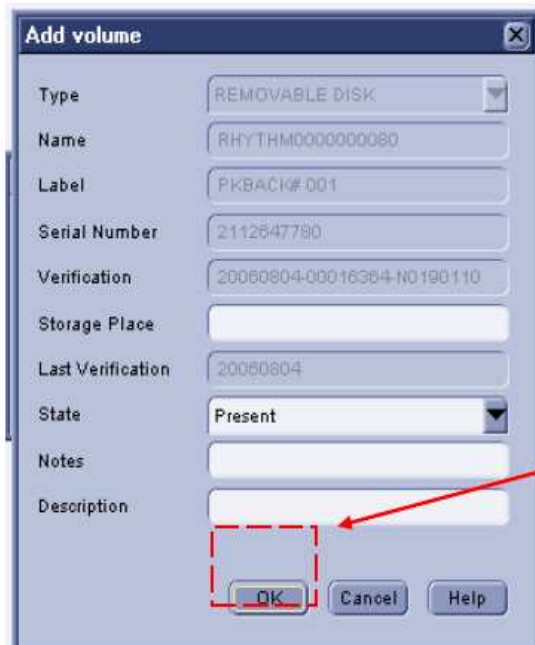 Add volume
Type REMOVABLE DISK
Name RHYTHM0000000080
Label PKBACK# 001
Serial Number 2112647780
Verification 20060804-00016364-N0190110
Storage Place
Last Verification 20060804
State Present
Notes
Description
OK Cancel Help